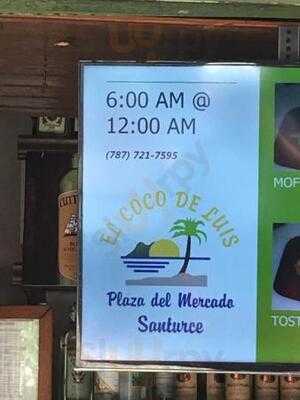 6:00 AM @
12:00 AM
(787) 721-7595
EL COCO DE LUIS
Plaza del Mercado
Santurce
MOF
TOST